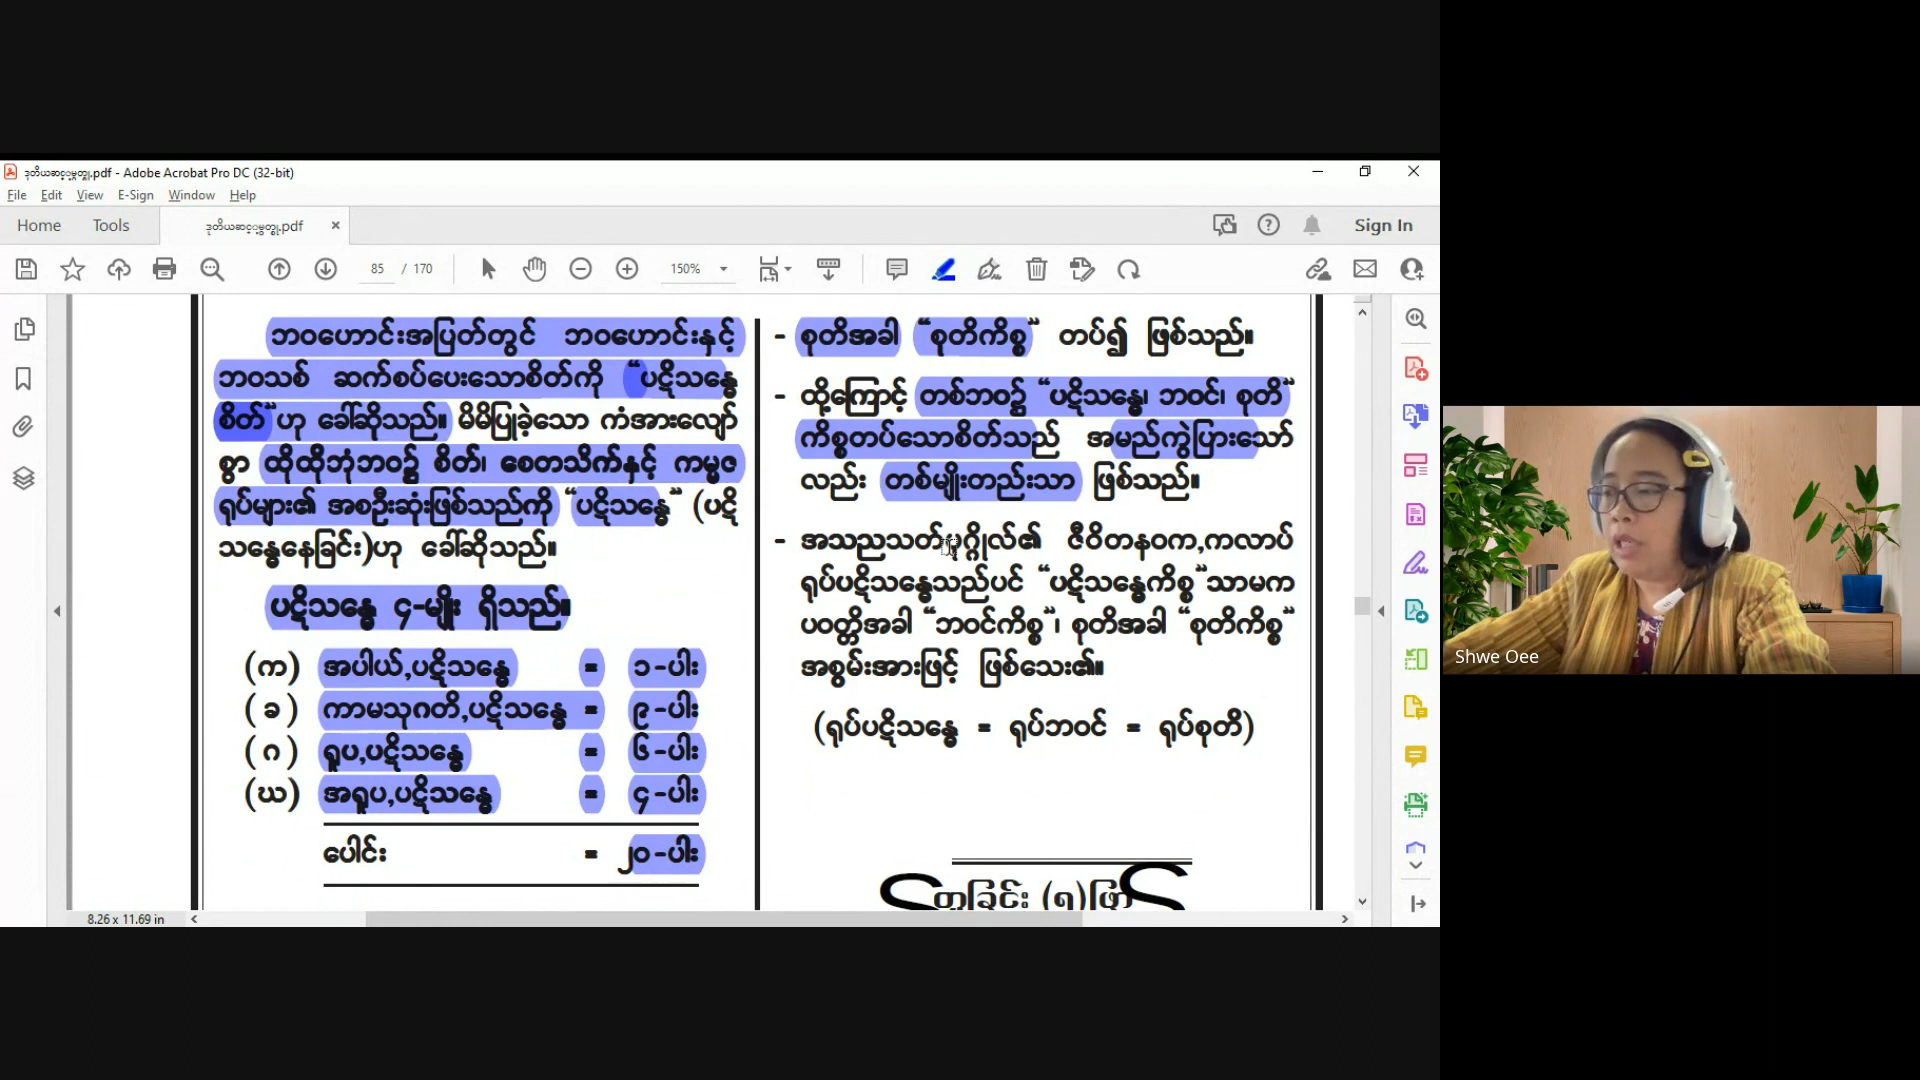 ဒုတိယဆင့်မှတ်စု.pdf - Adobe Acrobat Pro DC (32-bit)
File Edit View E-Sign Window Help
Home Tools ဒုတိယဆင့်မှတ်စု.pdf × Sign In
85 / 170 150%
ဘဝဟောင်းအပြတ်တွင် ဘဝဟောင်းနှင့်
ဘဝသစ် ဆက်စပ်ပေးသောစိတ်ကို “ပဋိသန္ဓေ
စိတ်”ဟု ခေါ်ဆိုသည်။ မိမိပြုခဲ့သော ကံအားလျော်
စွာ ထိုထိုဘုံဘဝ၌ စိတ်၊ စေတသိက်နှင့် ကမ္မဇ
ရုပ်များ၏ အစဦးဆုံးဖြစ်သည်ကို “ပဋိသန္ဓေ” (ပဋိ
သန္ဓေနေခြင်း)ဟု ခေါ်ဆိုသည်။
ပဋိသန္ဓေ ၄-မျိုး ရှိသည်။
(က) အပါယ်,ပဋိသန္ဓေ = ၁-ပါး
(ခ) ကာမသုဂတိ,ပဋိသန္ဓေ = ၉-ပါး
(ဂ) ရူပ,ပဋိသန္ဓေ = ၆-ပါး
(ဃ) အရူပ,ပဋိသန္ဓေ = ၄-ပါး
ပေါင်း = ၂၀-ပါး
- စုတိအခါ “စုတိကိစ္စ” တပ်၍ ဖြစ်သည်။
- ထို့ကြောင့် တစ်ဘဝ၌ “ပဋိသန္ဓေ၊ ဘဝင်၊ စုတိ”
ကိစ္စတပ်သောစိတ်သည် အမည်ကွဲပြားသော်
လည်း တစ်မျိုးတည်းသာ ဖြစ်သည်။
- အသညသတ်ပုဂ္ဂိုလ်၏ ဇီဝိတနဝက,ကလာပ်
ရုပ်ပဋိသန္ဓေသည်ပင် “ပဋိသန္ဓေကိစ္စ”သာမက
ပဝတ္တိအခါ “ဘဝင်ကိစ္စ”၊ စုတိအခါ “စုတိကိစ္စ”
အစွမ်းအားဖြင့် ဖြစ်သေး၏။
(ရုပ်ပဋိသန္ဓေ = ရုပ်ဘဝင် = ရုပ်စုတိ)
8.26 x 11.69 in
Shwe Oee